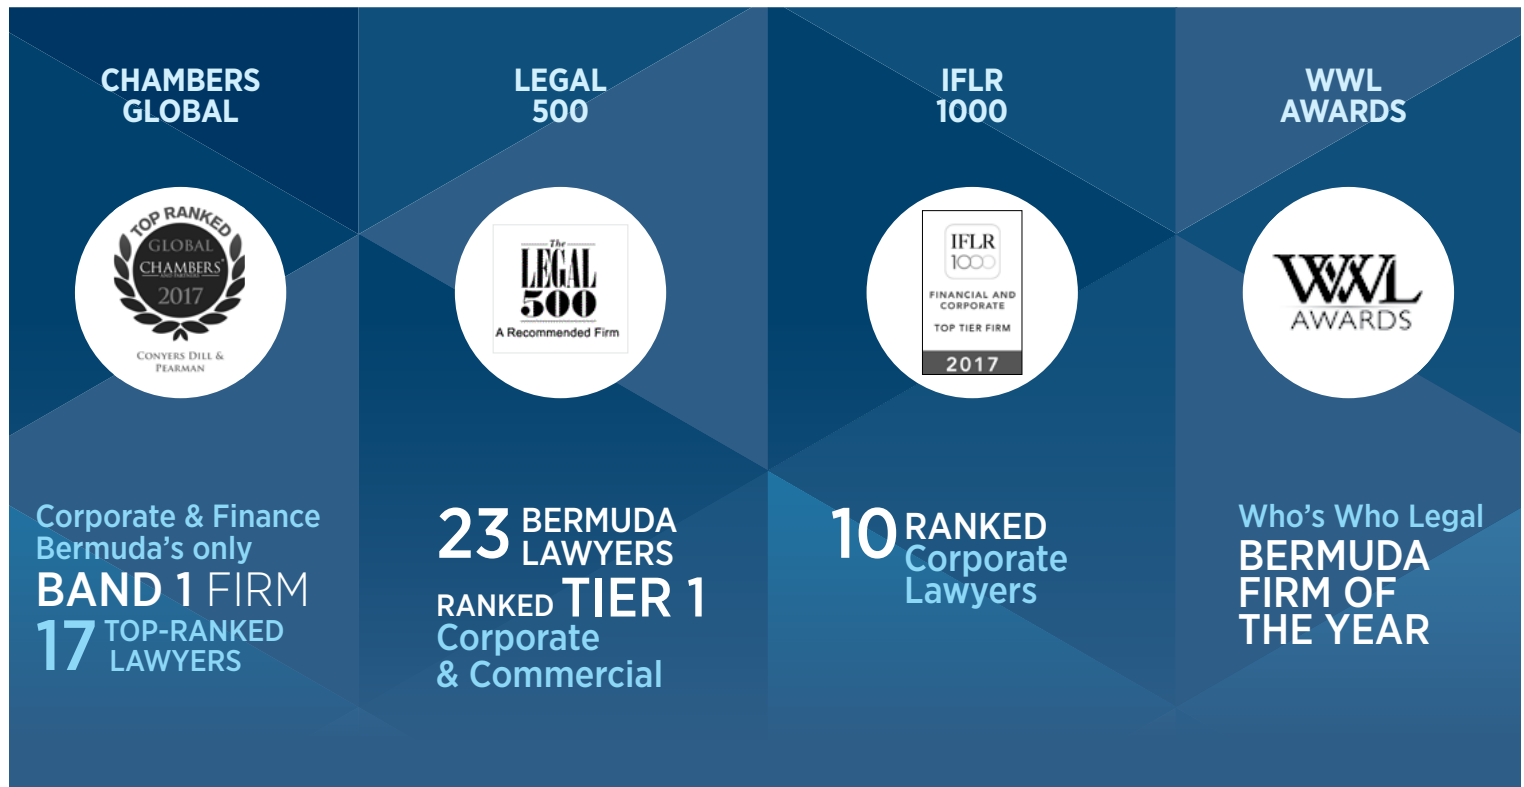 CHAMBERS
GLOBAL
TOP RANKED
GLOBAL
CHAMBERS
AND PARTNERS
2017
CONYERS DILL &
PEARMAN
Corporate & Finance
Bermuda's only
BAND 1 FIRM
17 TOP-RANKED
LAWYERS
LEGAL
500
The
LEGAL
500
A Recommended Firm
23 BERMUDA
LAWYERS
RANKED TIER 1
Corporate
& Commercial
IFLR
1000
IFLR
1000
FINANCIAL AND
CORPORATE
TOP TIER FIRM
2017
10 RANKED
Corporate
Lawyers
WWL
AWARDS
WWL
AWARDS
Who's Who Legal
BERMUDA
FIRM OF
THE YEAR